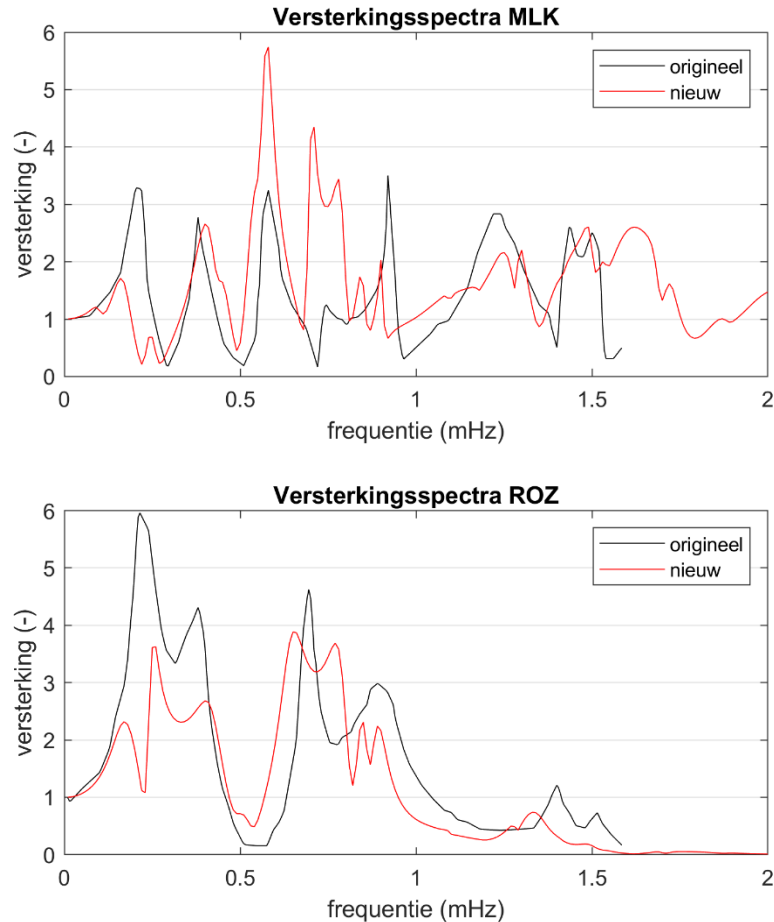 Versterkingsspectra MLK
6
5
4
3
2
1
0
versterking (-)
origineel
nieuw
0
0.5
1
1.5
2
frequentie (mHz)
Versterkingsspectra ROZ
6
5
4
3
2
1
0
versterking (-)
origineel
nieuw
0
0.5
1
1.5
2
frequentie (mHz)